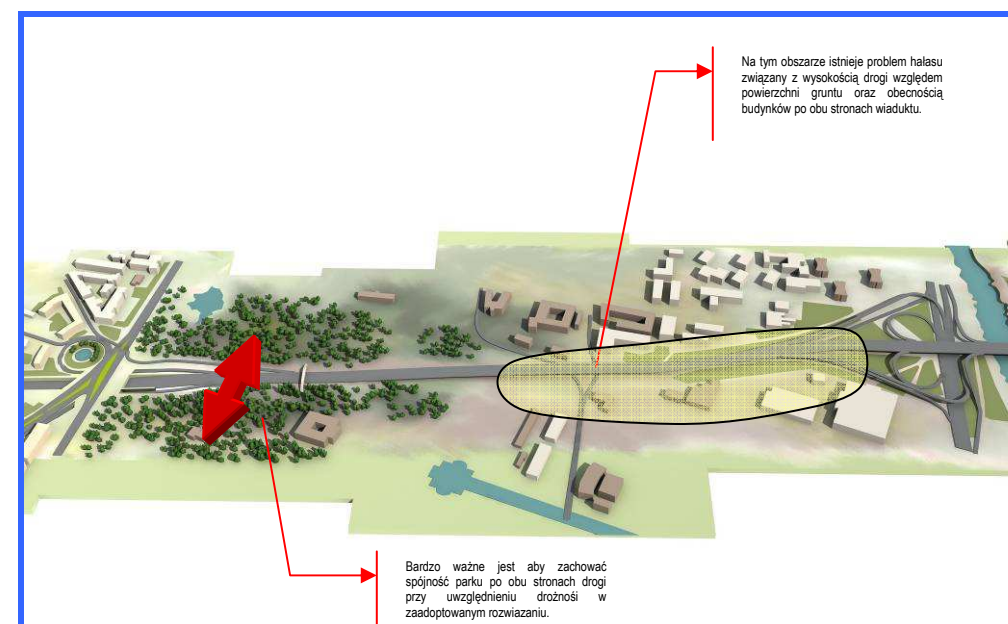 Na tym obszarze istnieje problem hałasu
związany z wysokością drogi względem
powierzchni gruntu oraz obecnością
budynków po obu stronach wiaduktu.
Bardzo ważne jest aby zachować
spójność parku po obu stronach drogi
przy uwzględnieniu drożnośi w
zaadoptowanym rozwiazaniu.